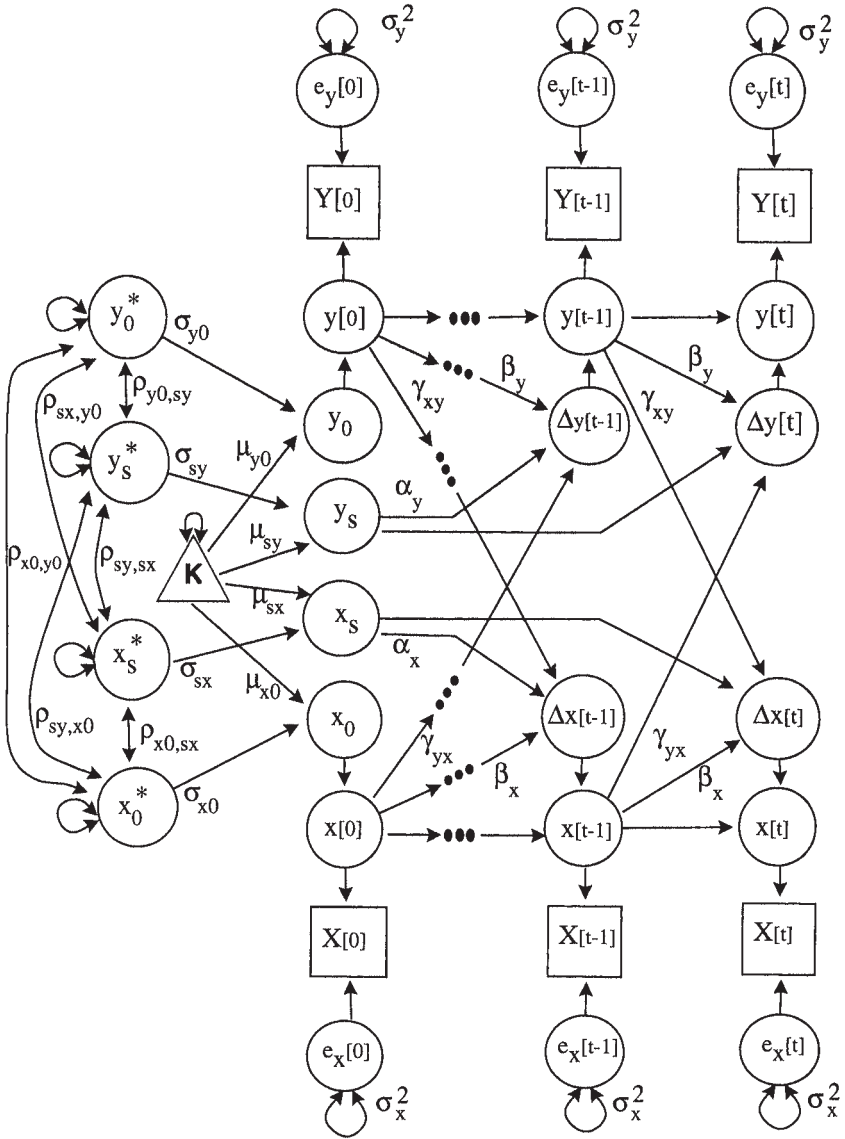 σy² σy² σy²
ey[0] ey[t-1] ey[t]
Y[0] Y[t-1] Y[t]
y0* σy0 y[0] y[t-1] y[t]
βy βy
γxy γxy
ρsx,y0 ρy0,sy y0 Δy[t-1] Δy[t]
μy0
ys* σsy αy
ys
μsy
ρx0,y0 ρsy,sx K
μsx xs
xs* σsx αx
μx0
ρsy,x0 ρx0,sx x0 Δx[t-1] Δx[t]
γyx γyx
x0* σx0 βx βx
x[0] x[t-1] x[t]
X[0] X[t-1] X[t]
ex[0] ex[t-1] ex{t]
σx² σx² σx²